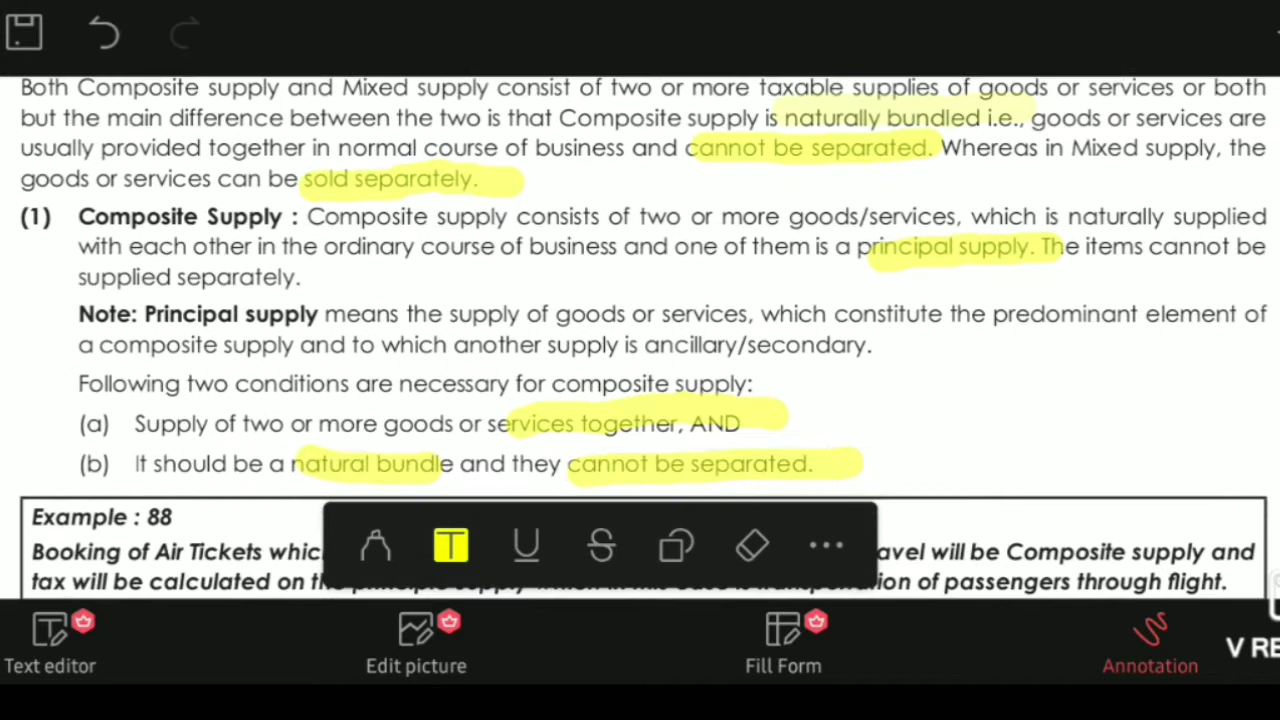 Both Composite supply and Mixed supply consist of two or more taxable supplies of goods or services or both
but the main difference between the two is that Composite supply is naturally bundled i.e., goods or services are
usually provided together in normal course of business and cannot be separated. Whereas in Mixed supply, the
goods or services can be sold separately.
(1) Composite Supply : Composite supply consists of two or more goods/services, which is naturally supplied
with each other in the ordinary course of business and one of them is a principal supply. The items cannot be
supplied separately.
Note: Principal supply means the supply of goods or services, which constitute the predominant element of
a composite supply and to which another supply is ancillary/secondary.
Following two conditions are necessary for composite supply:
(a) Supply of two or more goods or services together, AND
(b) It should be a natural bundle and they cannot be separated.
Example : 88
Booking of Air Tickets will be Composite supply and
tax will be calculated on of passengers through flight.
Text editor Edit picture Fill Form Annotation
V RE